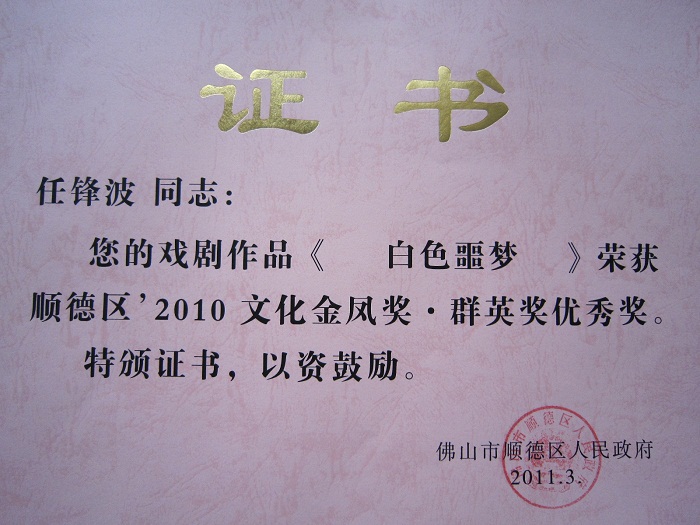 证书
任锋波 同志：
您的戏剧作品《 白色噩梦 》荣获
顺德区'2010 文化金凤奖·群英奖优秀奖。
特颁证书，以资鼓励。
佛山市顺德区人民政府
2011.3.